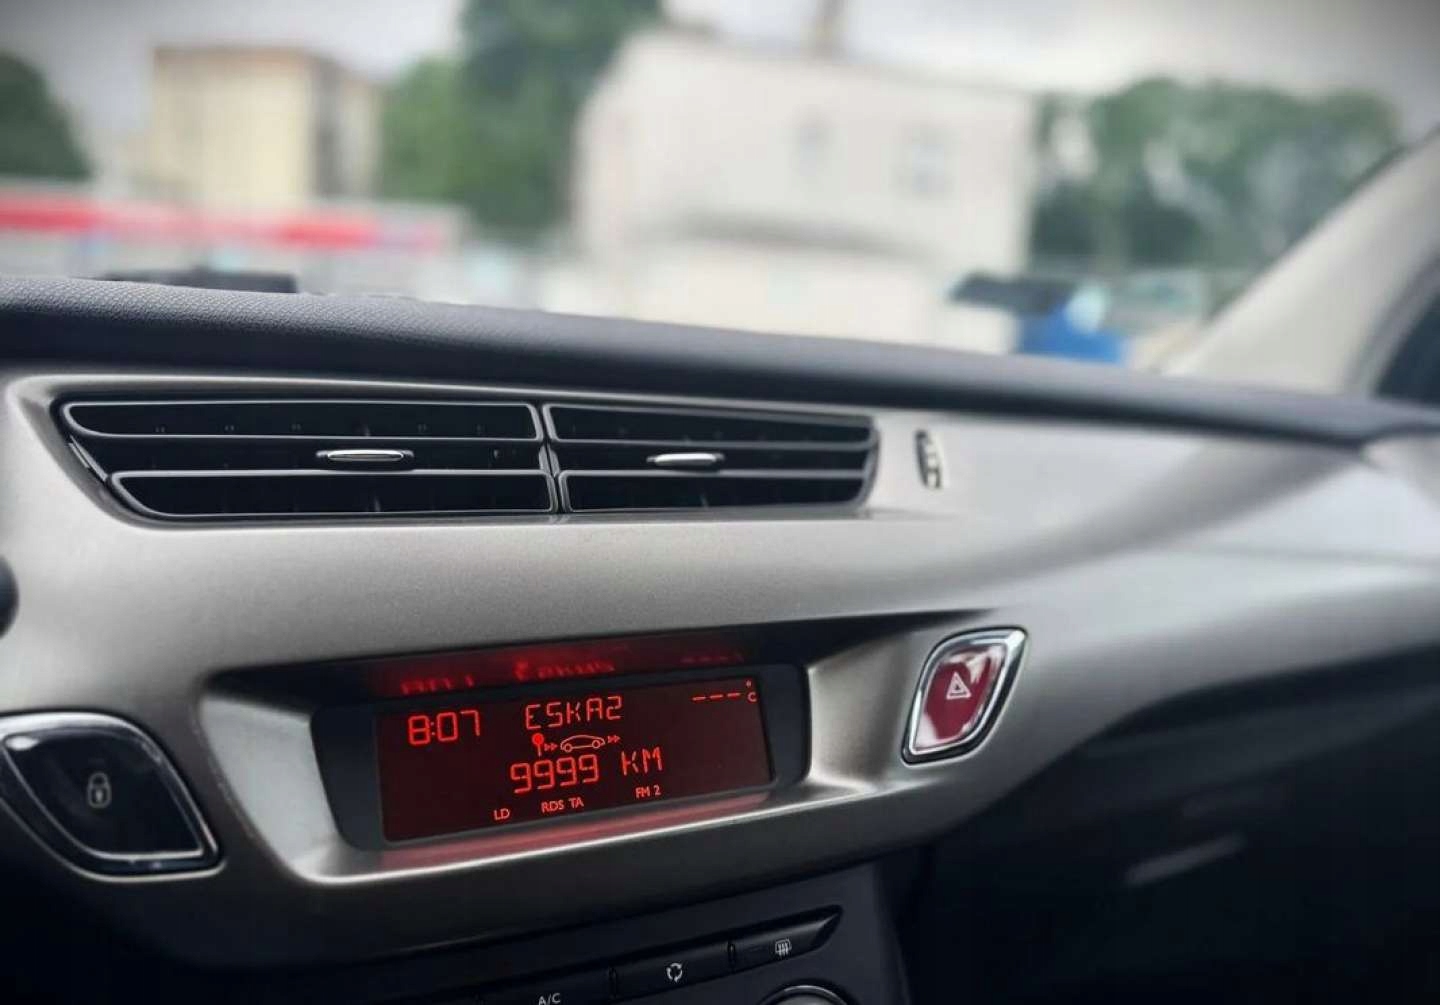 8:07 ESKA2 ---°C
9999 KM
LD RDS TA FM 2
A/C